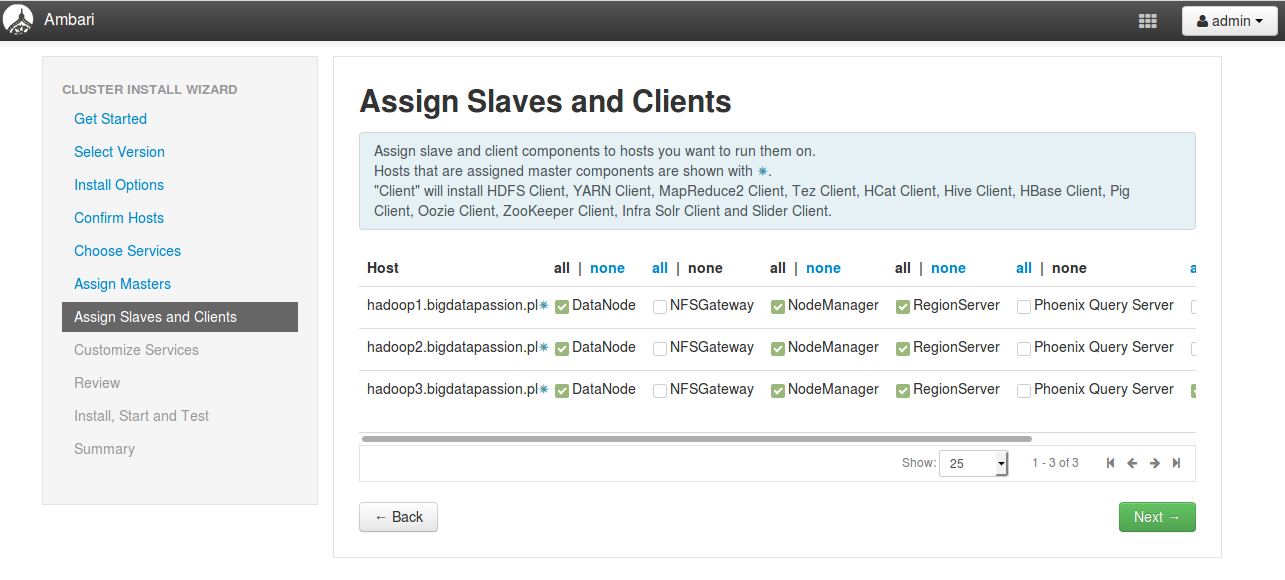 Ambari
admin
CLUSTER INSTALL WIZARD
Get Started
Select Version
Install Options
Confirm Hosts
Choose Services
Assign Masters
Assign Slaves and Clients
Customize Services
Review
Install, Start and Test
Summary
Assign Slaves and Clients
Assign slave and client components to hosts you want to run them on.
Hosts that are assigned master components are shown with ✷.
"Client" will install HDFS Client, YARN Client, MapReduce2 Client, Tez Client, HCat Client, Hive Client, HBase Client, Pig
Client, Oozie Client, ZooKeeper Client, Infra Solr Client and Slider Client.
Host all | none all | none all | none all | none all | none
hadoop1.bigdatapassion.pl✷ DataNode NFSGateway NodeManager RegionServer Phoenix Query Server
hadoop2.bigdatapassion.pl✷ DataNode NFSGateway NodeManager RegionServer Phoenix Query Server
hadoop3.bigdatapassion.pl✷ DataNode NFSGateway NodeManager RegionServer Phoenix Query Server
Show: 25 1 - 3 of 3
← Back
Next →